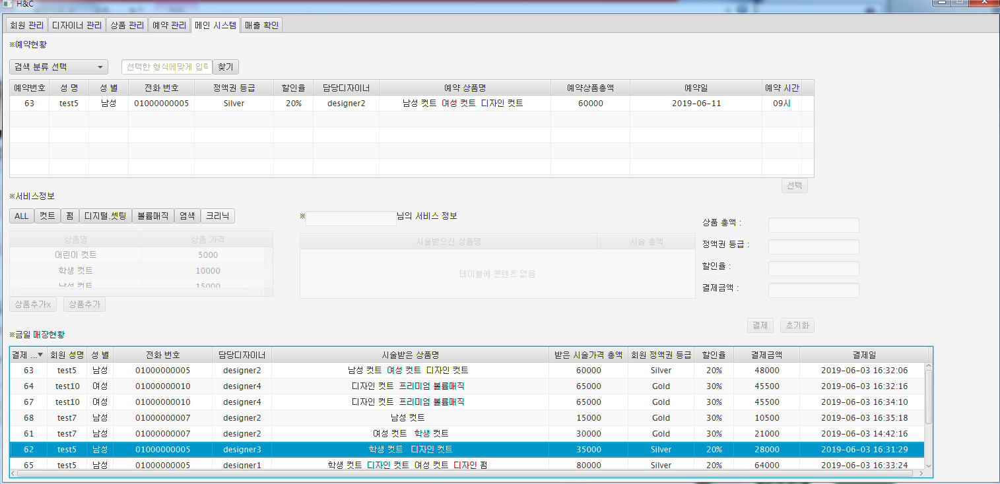 H&C
회원 관리 디자이너 관리 상품 관리 예약 관리 메인 시스템 매출 확인
※예약현황
검색 분류 선택 선택한 형식에맞게 입력 찾기
예약번호 성 명 성 별 전화 번호 정액권 등급 할인율 담당디자이너 예약 상품명 예약상품총액 예약일 예약 시간
63 test5 남성 01000000005 Silver 20% designer2 남성 컷트 여성 컷트 디자인 컷트 60000 2019-06-11 09시
선택
※서비스정보
ALL 컷트 펌 디지털.셋팅 볼륨매직 염색 크리닉
※ 님의 서비스 정보
상품명 상품 가격
어린이 컷트 5000
학생 컷트 10000
남성 컷트 15000
상품추가x 상품추가
시술받으신 상품명 시술 총액
테이블에 콘텐츠 없음
상품 총액 :
정액권 등급 :
할인율 :
결제금액 :
결제 초기화
※금일 매장현황
결제 ...▼ 회원 성명 성 별 전화 번호 담당디자이너 시술받은 상품명 받은 시술가격 총액 회원 정액권 등급 할인율 결제금액 결제일
63 test5 남성 01000000005 designer2 남성 컷트 여성 컷트 디자인 컷트 60000 Silver 20% 48000 2019-06-03 16:32:06
64 test10 여성 01000000010 designer4 디자인 컷트 프리미엄 볼륨매직 65000 Gold 30% 45500 2019-06-03 16:32:16
67 test10 여성 01000000010 designer4 디자인 컷트 프리미엄 볼륨매직 65000 Gold 30% 45500 2019-06-03 16:34:10
68 test7 남성 01000000007 designer2 남성 컷트 15000 Gold 30% 10500 2019-06-03 16:35:18
61 test7 남성 01000000007 designer2 여성 컷트 학생 컷트 30000 Gold 30% 21000 2019-06-03 14:42:16
62 test5 남성 01000000005 designer3 학생 컷트 디자인 컷트 35000 Silver 20% 28000 2019-06-03 16:31:29
65 test5 남성 01000000005 designer1 학생 컷트 디자인 컷트 여성 컷트 디자인 펌 80000 Silver 20% 64000 2019-06-03 16:33:24